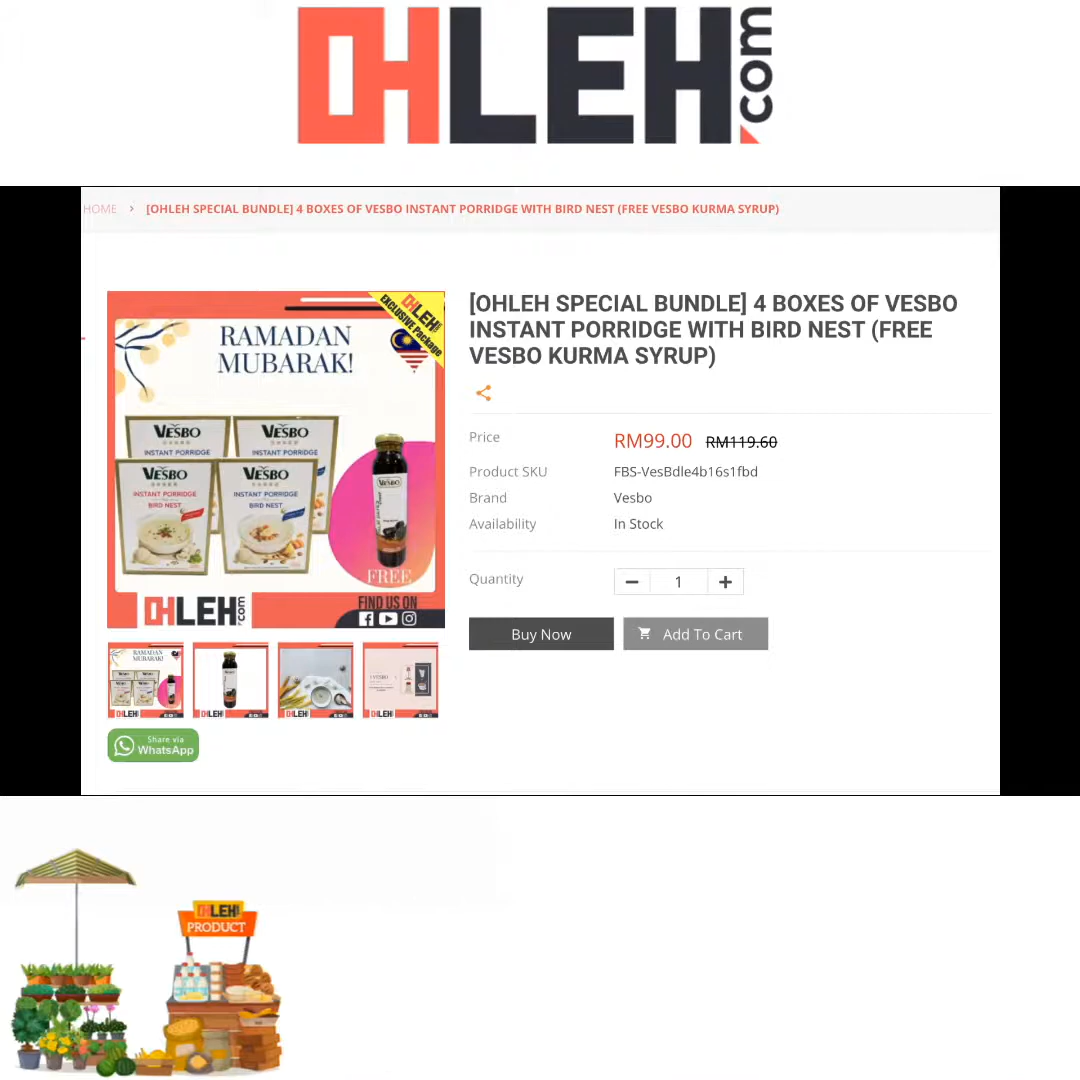 OHLEH.com
HOME > [OHLEH SPECIAL BUNDLE] 4 BOXES OF VESBO INSTANT PORRIDGE WITH BIRD NEST (FREE VESBO KURMA SYRUP)
EXCLUSIVE Package
OHLEH!
RAMADAN
MUBARAK!
VESBO
INSTANT PORRIDGE
VESBO
INSTANT PORRIDGE
VESBO
INSTANT PORRIDGE
BIRD NEST
VESBO
INSTANT PORRIDGE
BIRD NEST
VESBO
FREE
OHLEH.com
FIND US ON
[OHLEH SPECIAL BUNDLE] 4 BOXES OF VESBO
INSTANT PORRIDGE WITH BIRD NEST (FREE
VESBO KURMA SYRUP)
Price RM99.00 RM119.60
Product SKU FBS-VesBdle4b16s1fbd
Brand Vesbo
Availability In Stock
Quantity 1
Buy Now Add To Cart
RAMADAN
MUBARAK!
OHLEH
OHLEH
OHLEH
OHLEH
Share via
WhatsApp
OHLEH!
PRODUCT